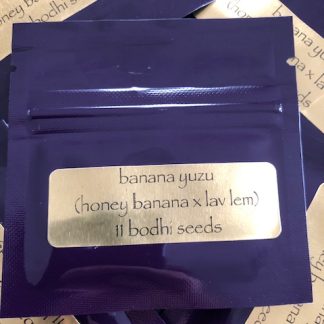 banana yuzu
(honey banana x lav lem)
11 bodhi seeds